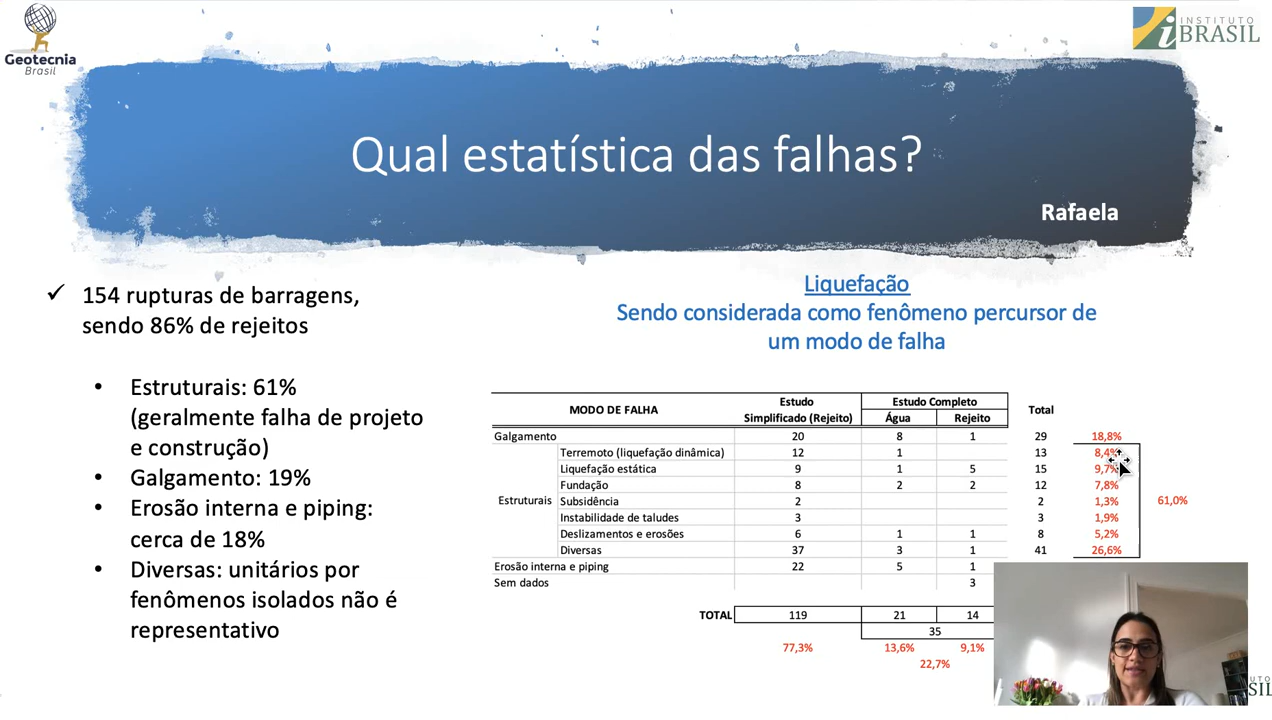 Geotecnia
Brasil
INSTITUTO
iBRASIL
Qual estatística das falhas?
Rafaela
✓ 154 rupturas de barragens,
sendo 86% de rejeitos
• Estruturais: 61%
(geralmente falha de projeto
e construção)
• Galgamento: 19%
• Erosão interna e piping:
cerca de 18%
• Diversas: unitários por
fenômenos isolados não é
representativo
Liquefação
Sendo considerada como fenômeno percursor de
um modo de falha
MODO DE FALHA Estudo Simplificado (Rejeito) Estudo Completo Total
Água Rejeito
Galgamento 20 8 1 29 18,8%
Terremoto (liquefação dinâmica) 12 1 13 8,4%
Liquefação estática 9 1 5 15 9,7%
Fundação 8 2 2 12 7,8%
Estruturais Subsidência 2 2 1,3% 61,0%
Instabilidade de taludes 3 3 1,9%
Deslizamentos e erosões 6 1 1 8 5,2%
Diversas 37 3 1 41 26,6%
Erosão interna e piping 22 5 1
Sem dados 3
TOTAL 119 21 14
35
77,3% 13,6% 9,1%
22,7%